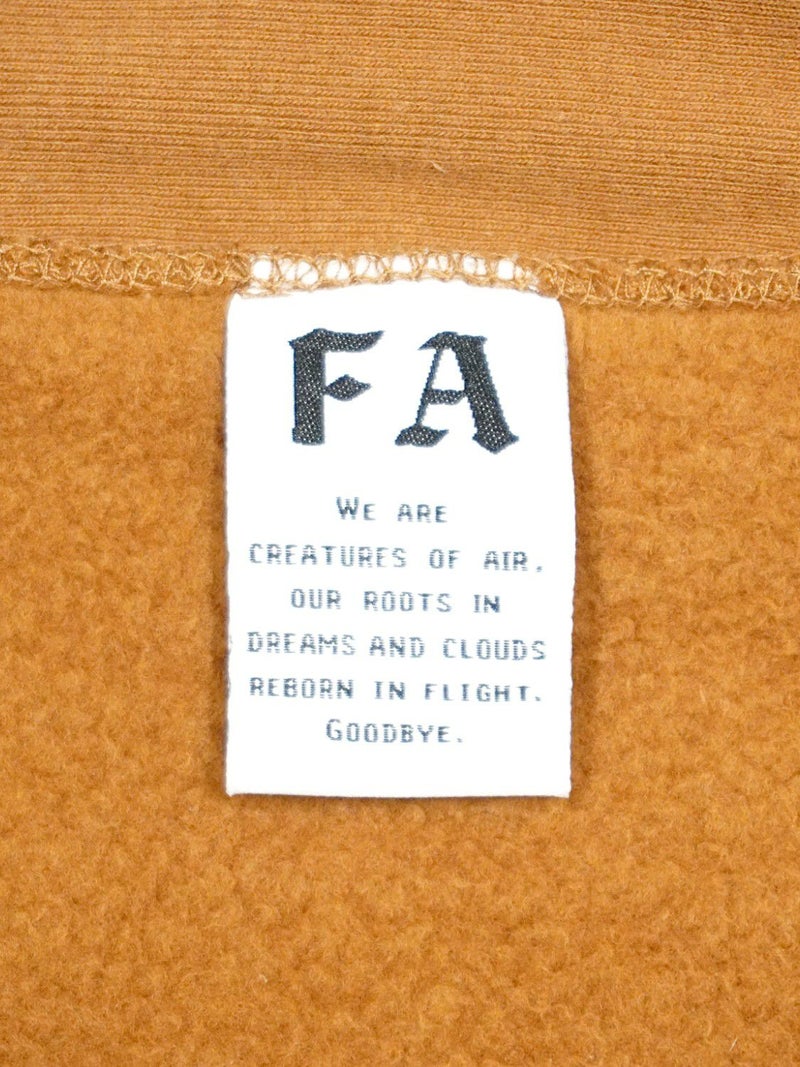 FA
WE ARE
CREATURES OF AIR.
OUR ROOTS IN
DREAMS AND CLOUDS
REBORN IN FLIGHT.
GOODBYE.